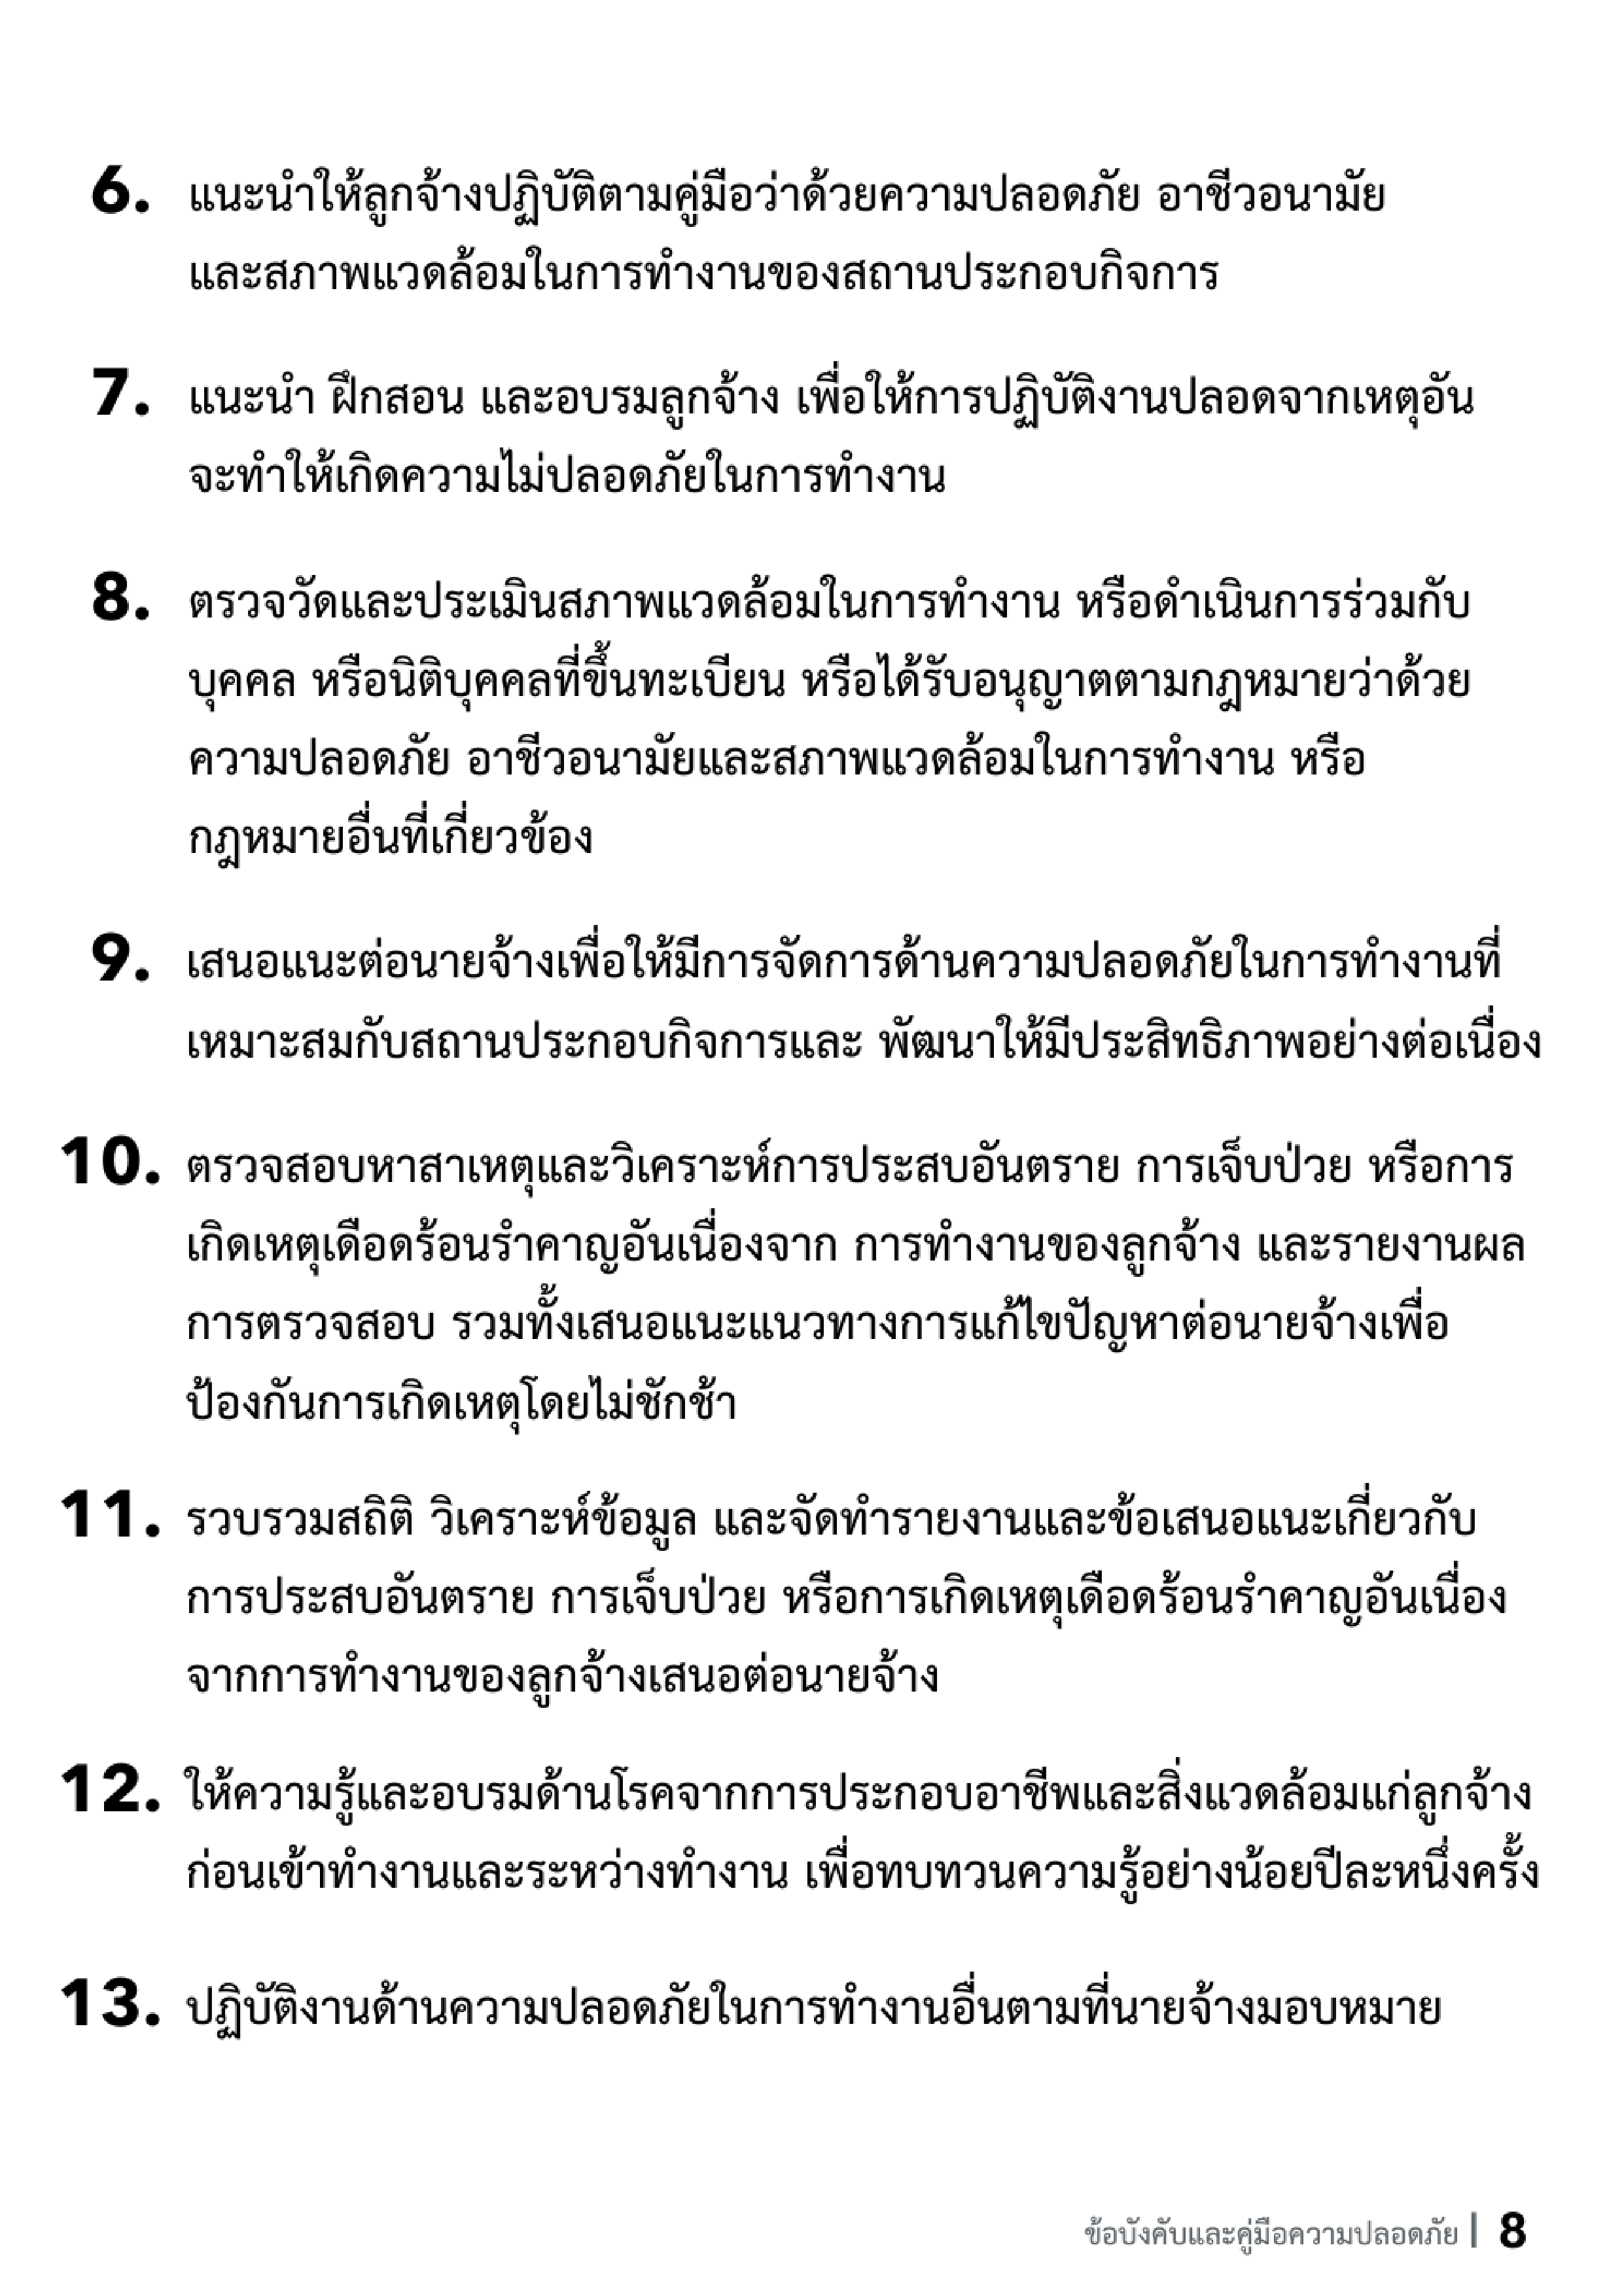 6. แนะนำให้ลูกจ้างปฏิบัติตามคู่มือว่าด้วยความปลอดภัย อาชีวอนามัย
และสภาพแวดล้อมในการทำงานของสถานประกอบกิจการ
7. แนะนำ ฝึกสอน และอบรมลูกจ้าง เพื่อให้การปฏิบัติงานปลอดจากเหตุอัน
จะทำให้เกิดความไม่ปลอดภัยในการทำงาน
8. ตรวจวัดและประเมินสภาพแวดล้อมในการทำงาน หรือดำเนินการร่วมกับ
บุคคล หรือนิติบุคคลที่ขึ้นทะเบียน หรือได้รับอนุญาตตามกฎหมายว่าด้วย
ความปลอดภัย อาชีวอนามัยและสภาพแวดล้อมในการทำงาน หรือ
กฎหมายอื่นที่เกี่ยวข้อง
9. เสนอแนะต่อนายจ้างเพื่อให้มีการจัดการด้านความปลอดภัยในการทำงานที่
เหมาะสมกับสถานประกอบกิจการและ พัฒนาให้มีประสิทธิภาพอย่างต่อเนื่อง
10. ตรวจสอบหาสาเหตุและวิเคราะห์การประสบอันตราย การเจ็บป่วย หรือการ
เกิดเหตุเดือดร้อนรำคาญอันเนื่องจาก การทำงานของลูกจ้าง และรายงานผล
การตรวจสอบ รวมทั้งเสนอแนะแนวทางการแก้ไขปัญหาต่อนายจ้างเพื่อ
ป้องกันการเกิดเหตุโดยไม่ชักช้า
11. รวบรวมสถิติ วิเคราะห์ข้อมูล และจัดทำรายงานและข้อเสนอแนะเกี่ยวกับ
การประสบอันตราย การเจ็บป่วย หรือการเกิดเหตุเดือดร้อนรำคาญอันเนื่อง
จากการทำงานของลูกจ้างเสนอต่อนายจ้าง
12. ให้ความรู้และอบรมด้านโรคจากการประกอบอาชีพและสิ่งแวดล้อมแก่ลูกจ้าง
ก่อนเข้าทำงานและระหว่างทำงาน เพื่อทบทวนความรู้อย่างน้อยปีละหนึ่งครั้ง
13. ปฏิบัติงานด้านความปลอดภัยในการทำงานอื่นตามที่นายจ้างมอบหมาย
ข้อบังคับและคู่มือความปลอดภัย | 8